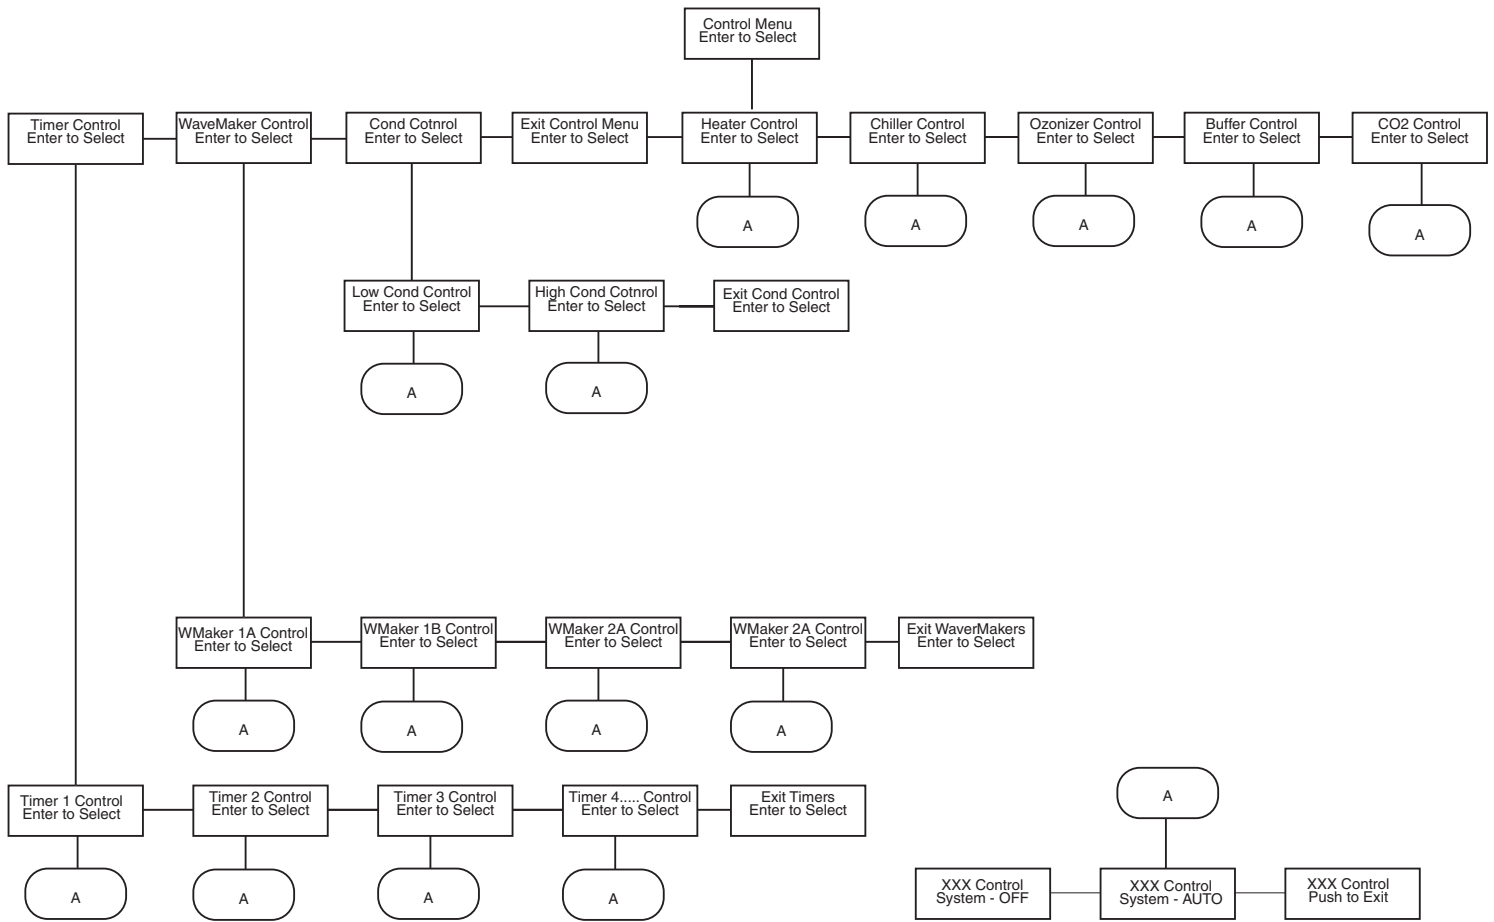 Control Menu
Enter to Select
Timer Control
Enter to Select
WaveMaker Control
Enter to Select
Cond Cotnrol
Enter to Select
Exit Control Menu
Enter to Select
Heater Control
Enter to Select
Chiller Control
Enter to Select
Ozonizer Control
Enter to Select
Buffer Control
Enter to Select
CO2 Control
Enter to Select
A
A
A
A
A
Low Cond Control
Enter to Select
High Cond Cotnrol
Enter to Select
Exit Cond Control
Enter to Select
A
A
WMaker 1A Control
Enter to Select
WMaker 1B Control
Enter to Select
WMaker 2A Control
Enter to Select
WMaker 2A Control
Enter to Select
Exit WaverMakers
Enter to Select
A
A
A
A
Timer 1 Control
Enter to Select
Timer 2 Control
Enter to Select
Timer 3 Control
Enter to Select
Timer 4..... Control
Enter to Select
Exit Timers
Enter to Select
A
A
A
A
A
XXX Control
System - OFF
XXX Control
System - AUTO
XXX Control
Push to Exit